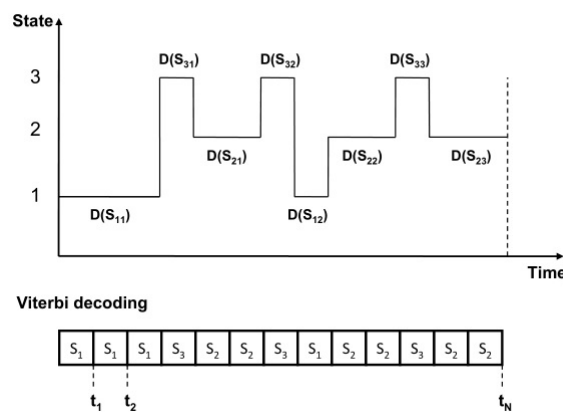 State
D(S₃₁) D(S₃₂) D(S₃₃)
3
2
D(S₂₁) D(S₂₂) D(S₂₃)
1
D(S₁₁) D(S₁₂)
Time
Viterbi decoding
S₁ S₁ S₁ S₃ S₂ S₂ S₃ S₁ S₂ S₂ S₃ S₂ S₂
t₁ t₂ t_N